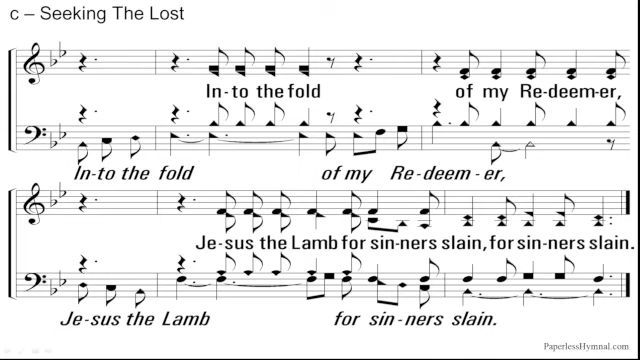 c – Seeking The Lost
In-to the fold of my Re-deem-er,
In-to the fold of my Re-deem-er,
Je-sus the Lamb for sin-ners slain, for sin-ners slain.
Je-sus the Lamb for sin-ners slain.
PaperlessHymnal.com